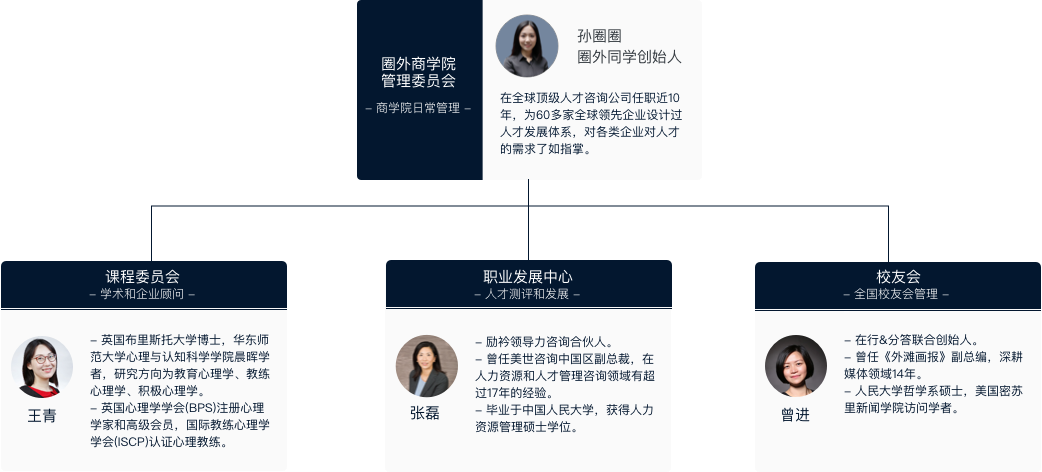 圈外商学院
管理委员会
– 商学院日常管理 –
孙圈圈
圈外同学创始人
在全球顶级人才咨询公司任职近10
年，为60多家全球领先企业设计过
人才发展体系，对各类企业对人才
的需求了如指掌。
课程委员会
– 学术和企业顾问 –
王青
– 英国布里斯托大学博士，华东师
范大学心理与认知科学学院晨晖学
者，研究方向为教育心理学、教练
心理学、积极心理学。
– 英国心理学学会(BPS)注册心理
学家和高级会员，国际教练心理学
学会(ISCP)认证心理教练。
职业发展中心
– 人才测评和发展 –
张磊
– 励衿领导力咨询合伙人。
– 曾任美世咨询中国区副总裁，在
人力资源和人才管理咨询领域有超
过17年的经验。
– 毕业于中国人民大学，获得人力
资源管理硕士学位。
校友会
– 全国校友会管理 –
曾进
– 在行&分答联合创始人。
– 曾任《外滩画报》副总编，深耕
媒体领域14年。
– 人民大学哲学系硕士，美国密苏
里新闻学院访问学者。